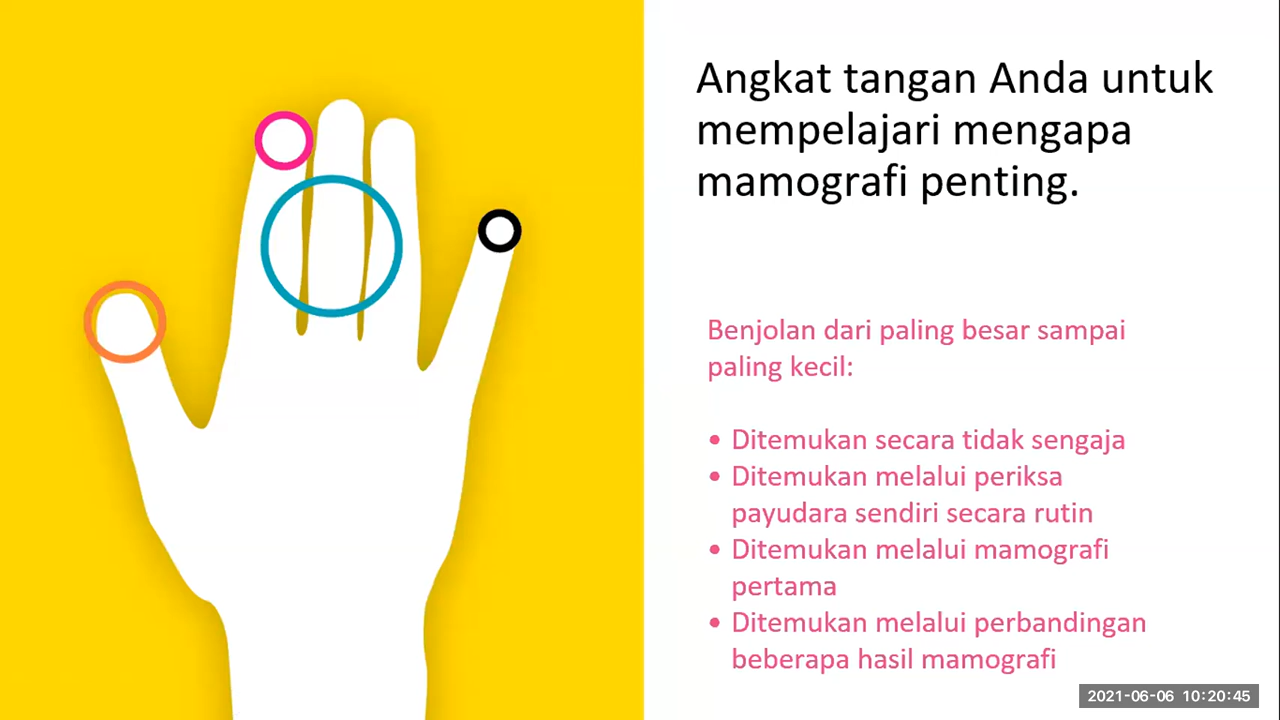 Angkat tangan Anda untuk
mempelajari mengapa
mamografi penting.
Benjolan dari paling besar sampai
paling kecil:
• Ditemukan secara tidak sengaja
• Ditemukan melalui periksa
payudara sendiri secara rutin
• Ditemukan melalui mamografi
pertama
• Ditemukan melalui perbandingan
beberapa hasil mamografi
2021-06-06 10:20:45